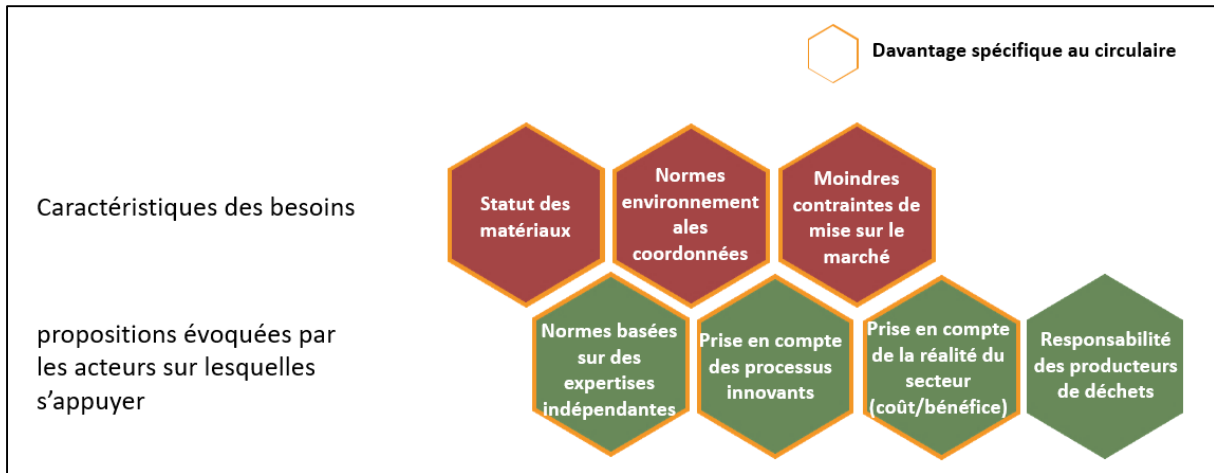 Davantage spécifique au circulaire
Caractéristiques des besoins
Statut des
matériaux
Normes
environnement
ales
coordonnées
Moindres
contraintes de
mise sur le
marché
propositions évoquées par
les acteurs sur lesquelles
s’appuyer
Normes basées
sur des
expertises
indépendantes
Prise en compte
des processus
innovants
Prise en compte
de la réalité du
secteur
(coût/bénéfice)
Responsabilité
des producteurs
de déchets